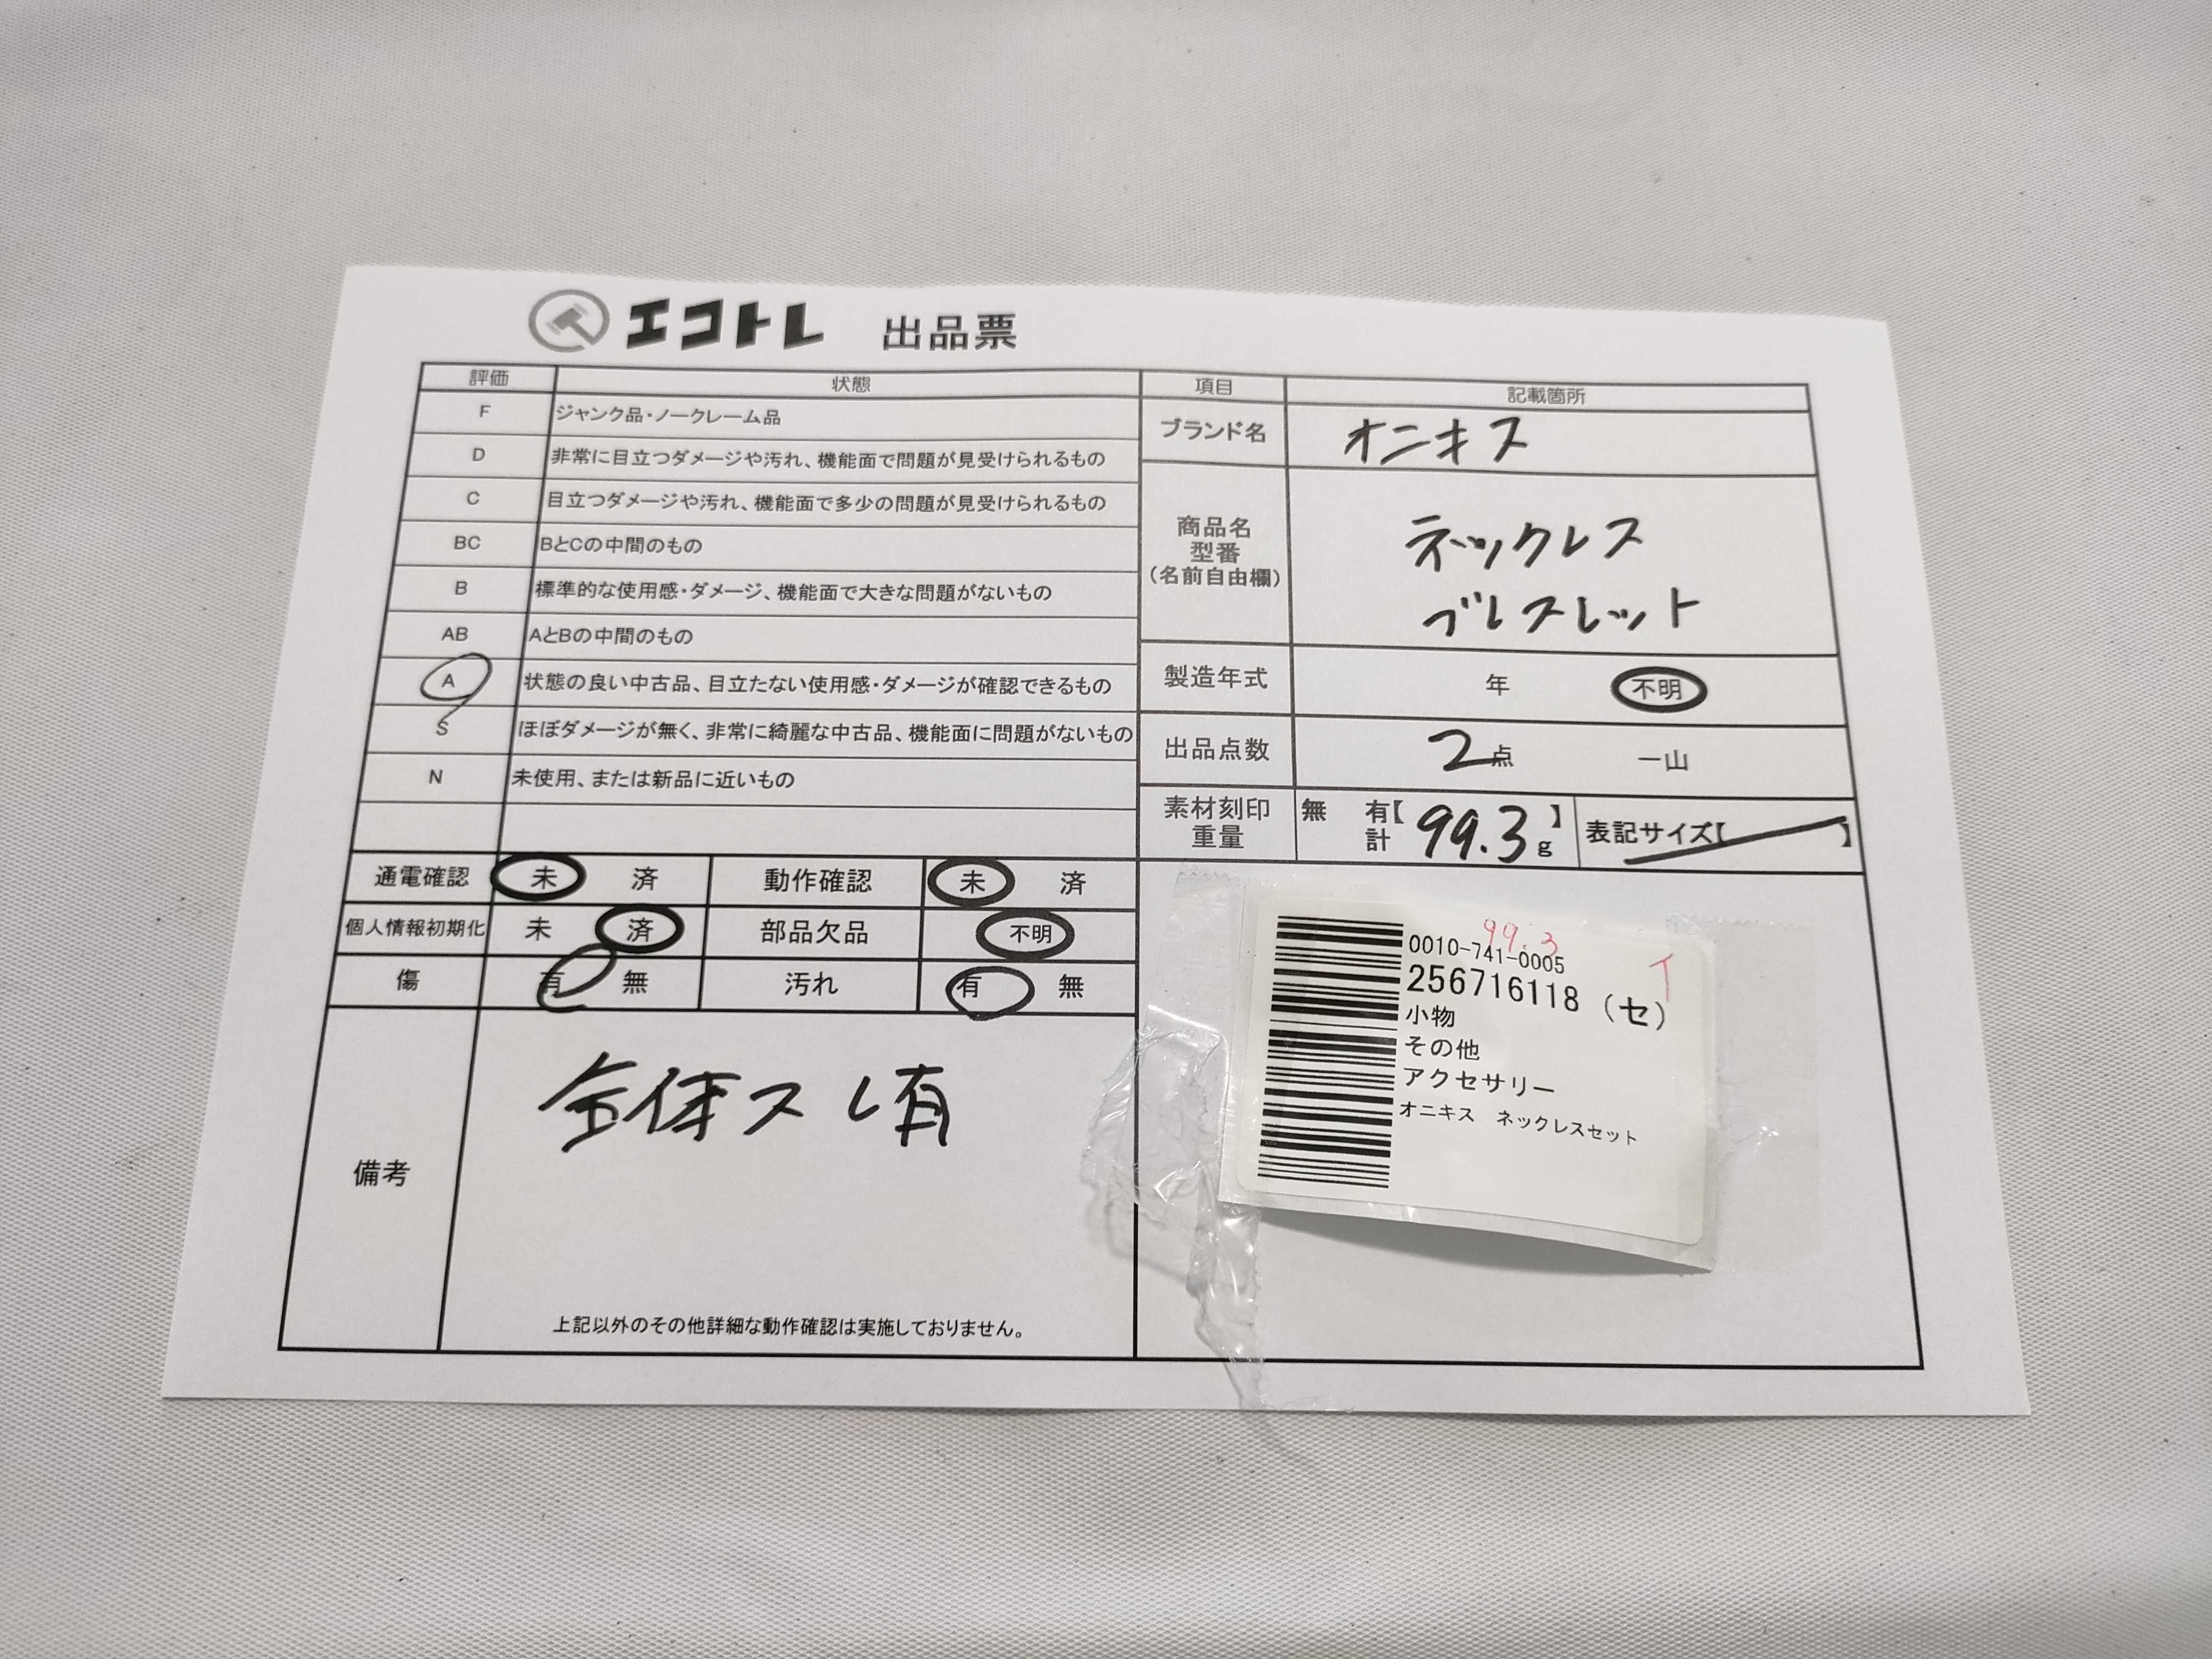 エコトレ 出品票
評価 状態
F ジャンク品・ノークレーム品
D 非常に目立つダメージや汚れ、機能面で問題が見受けられるもの
C 目立つダメージや汚れ、機能面で多少の問題が見受けられるもの
BC BとCの中間のもの
B 標準的な使用感・ダメージ、機能面で大きな問題がないもの
AB AとBの中間のもの
A 状態の良い中古品、目立たない使用感・ダメージが確認できるもの
S ほぼダメージが無く、非常に綺麗な中古品、機能面に問題がないもの
N 未使用、または新品に近いもの
項目 記載箇所
ブランド名 オニキス
商品名
型番
(名前自由欄)
ネックレス
ブレスレット
製造年式 年 不明
出品点数 2点 一山
素材刻印 無 有【 】
重量 計 99.3 g
表記サイズ【 】
通電確認 未 済 動作確認 未 済
個人情報初期化 未 済 部品欠品 不明
傷 有 無 汚れ 有 無
備考
全体スレ有
上記以外のその他詳細な動作確認は実施しておりません。
99.3
0010-741-0005
256716118 (セ)
小物
その他
アクセサリー
オニキス ネックレスセット